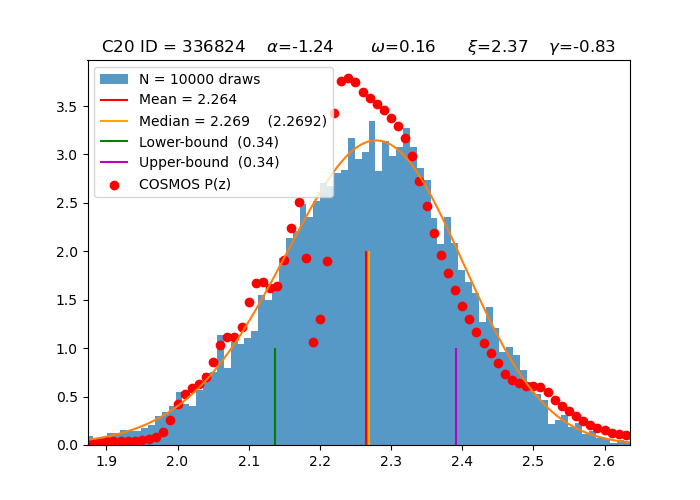 C20 ID = 336824 α=-1.24 ω=0.16 ξ=2.37 γ=-0.83
N = 10000 draws
Mean = 2.264
Median = 2.269 (2.2692)
Lower-bound (0.34)
Upper-bound (0.34)
COSMOS P(z)
3.5
3.0
2.5
2.0
1.5
1.0
0.5
0.0
1.9 2.0 2.1 2.2 2.3 2.4 2.5 2.6